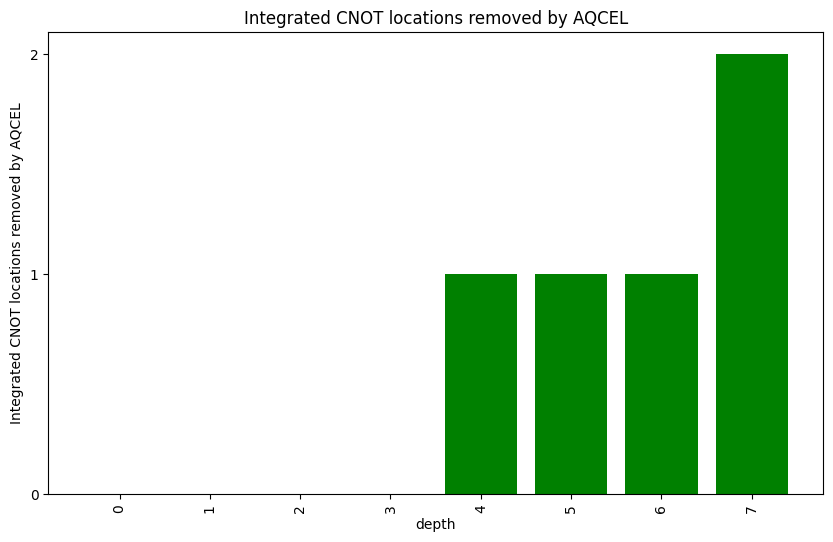 Integrated CNOT locations removed by AQCEL
Integrated CNOT locations removed by AQCEL
2
1
0
0 1 2 3 4 5 6 7
depth